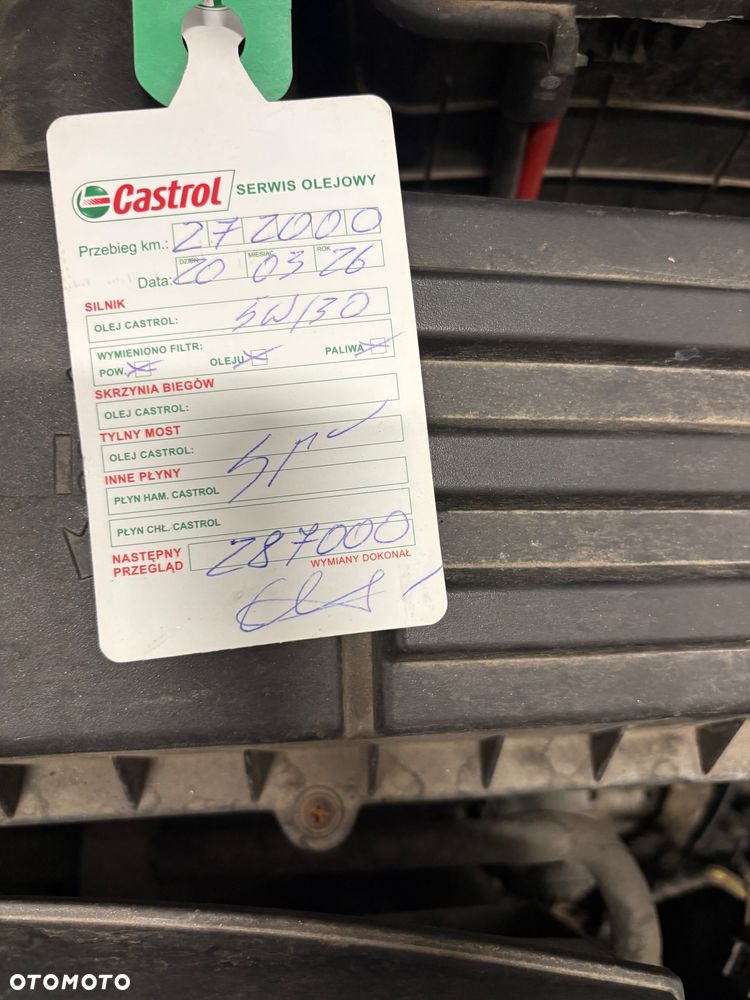 Castrol SERWIS OLEJOWY
Przebieg km.: 272000
DZIEŃ MIESIĄC ROK
Data: 20 03 26
SILNIK
OLEJ CASTROL: 5W/30
WYMIENIONO FILTR:
POW. OLEJU PALIWA
SKRZYNIA BIEGÓW
OLEJ CASTROL:
TYLNY MOST
OLEJ CASTROL:
INNE PŁYNY
PŁYN HAM. CASTROL
PŁYN CHŁ. CASTROL
NASTĘPNY PRZEGLĄD 287000
WYMIANY DOKONAŁ
OTOMOTO